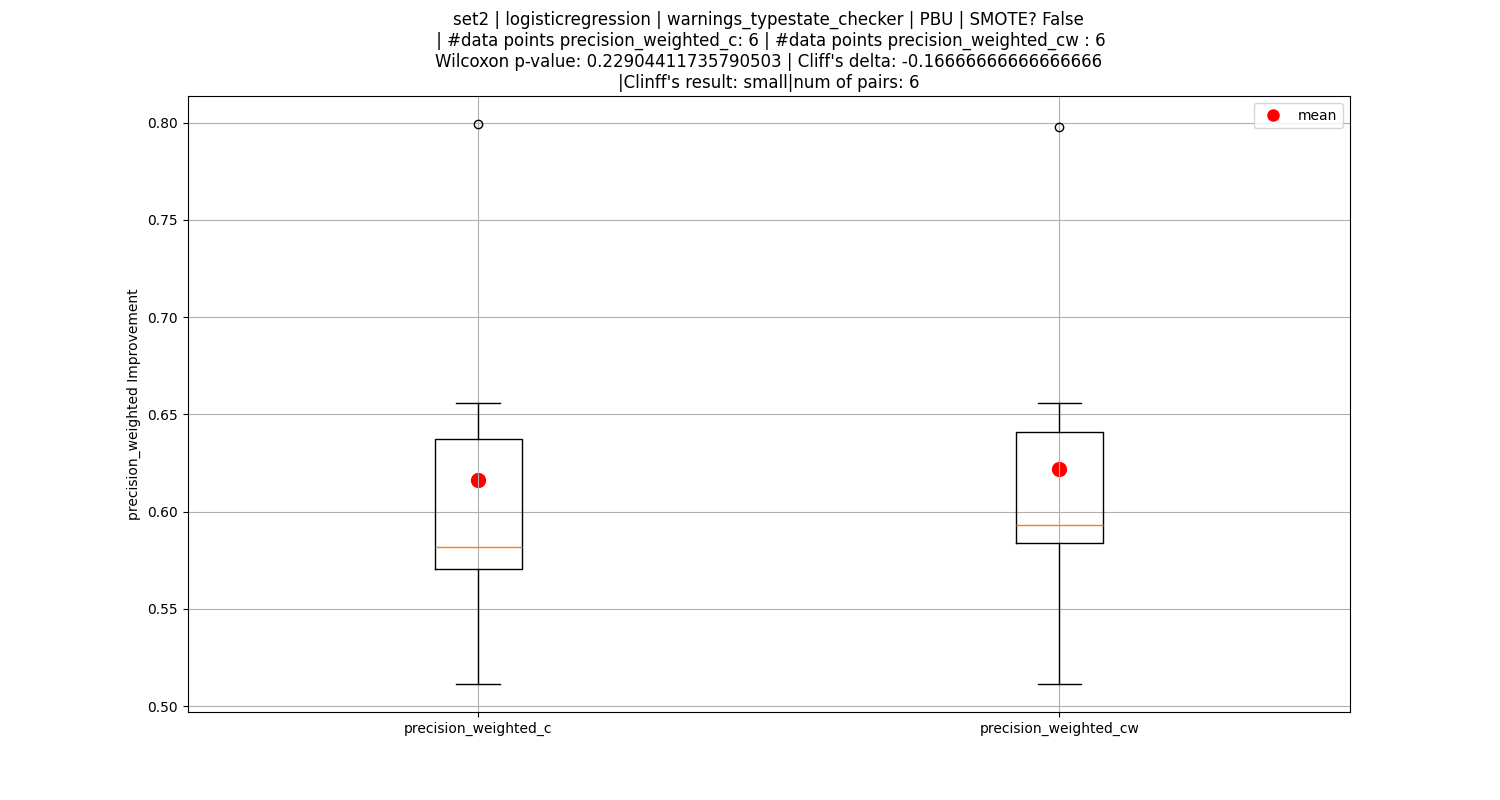 set2 | logisticregression | warnings_typestate_checker | PBU | SMOTE? False
| #data points precision_weighted_c: 6 | #data points precision_weighted_cw : 6
Wilcoxon p-value: 0.22904411735790503 | Cliff's delta: -0.16666666666666666
|Clinff's result: small|num of pairs: 6
mean
0.80
0.75
0.70
0.65
0.60
0.55
0.50
precision_weighted Improvement
precision_weighted_c
precision_weighted_cw